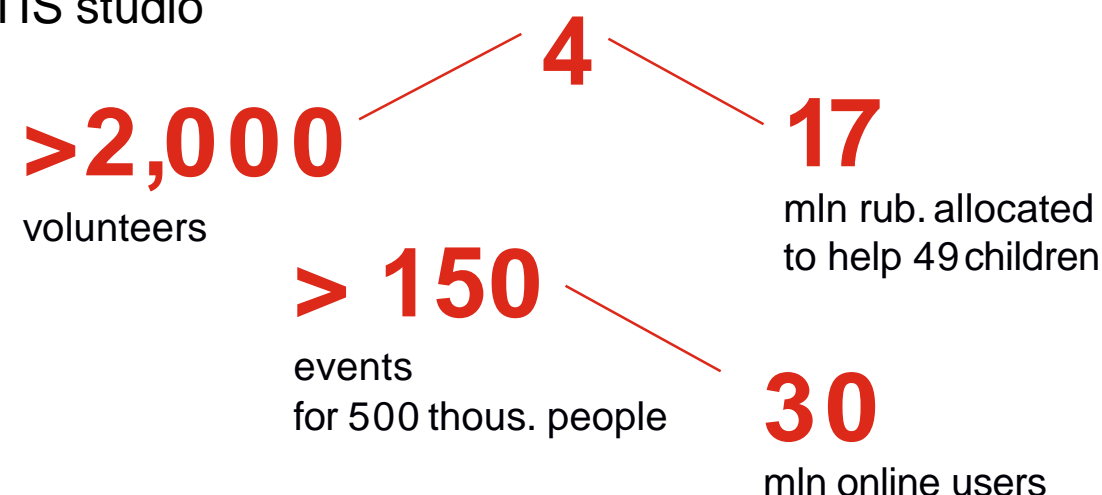 studio
4
>2,000
volunteers
17
mln rub. allocated
to help 49 children
> 150
events
for 500 thous. people
30
mln online users